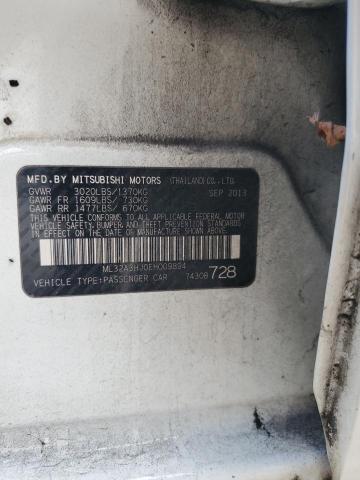 MFD.BY MITSUBISHI MOTORS (THAILAND) CO., LTD.
GVWR 3020LBS/1370KG SEP 2013
GAWR FR 1609LBS/ 730KG
GAWR RR 1477LBS/ 670KG
THIS VEHICLE CONFORMS TO ALL APPLICABLE
FEDERAL MOTOR VEHICLE SAFETY, BUMPER, AND
THEFT PREVENTION STANDARDS IN EFFECT ON THE
DATE OF MANUFACTURE SHOWN ABOVE.
ML32A3HJ0EH009894
VEHICLE TYPE:PASSENGER CAR 7430B 728